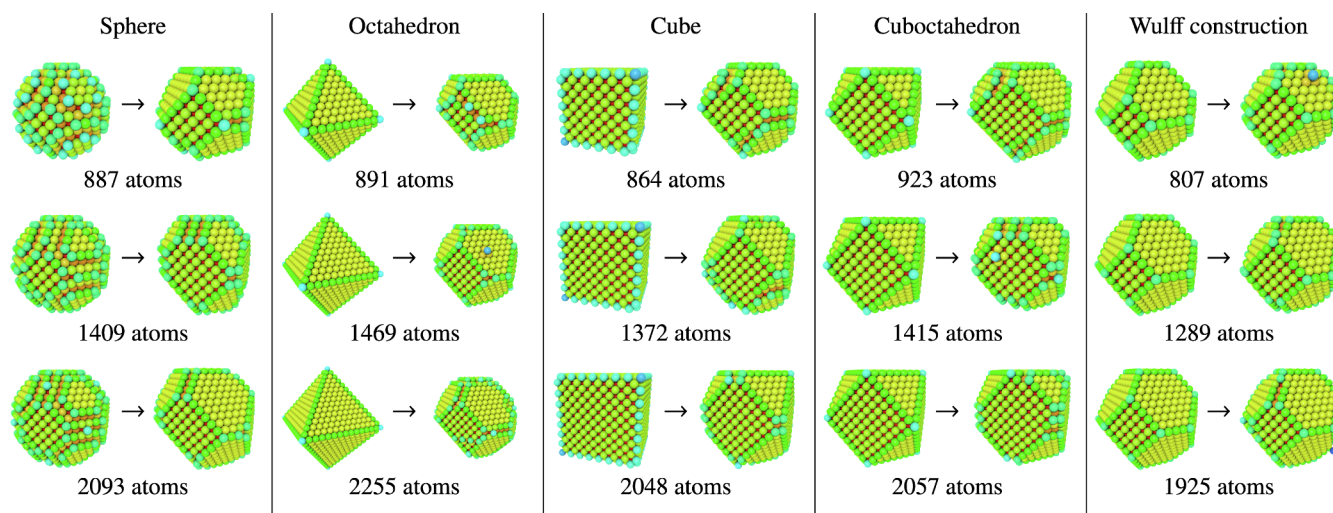 Sphere
Octahedron
Cube
Cuboctahedron
Wulff construction
→ → → → →
887 atoms
891 atoms
864 atoms
923 atoms
807 atoms
→ → → → →
1409 atoms
1469 atoms
1372 atoms
1415 atoms
1289 atoms
→ → → → →
2093 atoms
2255 atoms
2048 atoms
2057 atoms
1925 atoms